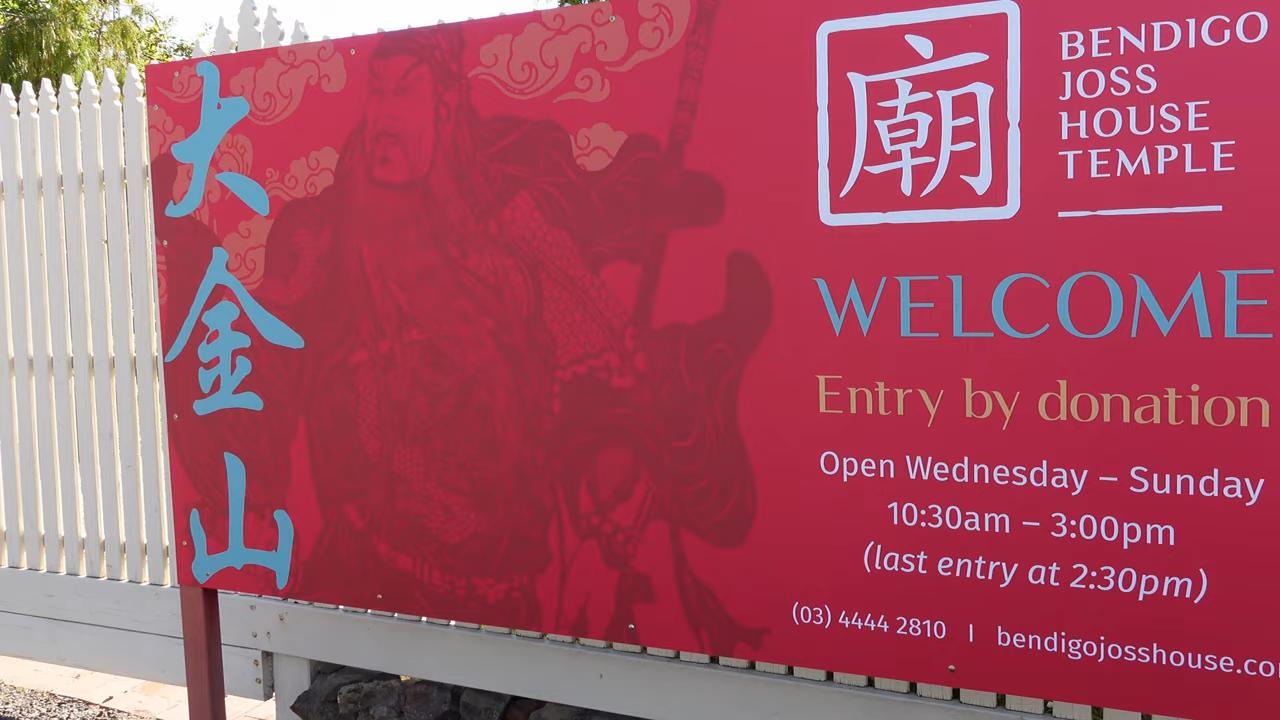 大金山
廟
BENDIGO
JOSS
HOUSE
TEMPLE
WELCOME
Entry by donation
Open Wednesday – Sunday
10:30am – 3:00pm
(last entry at 2:30pm)
(03) 4444 2810 | bendigojosshouse.co